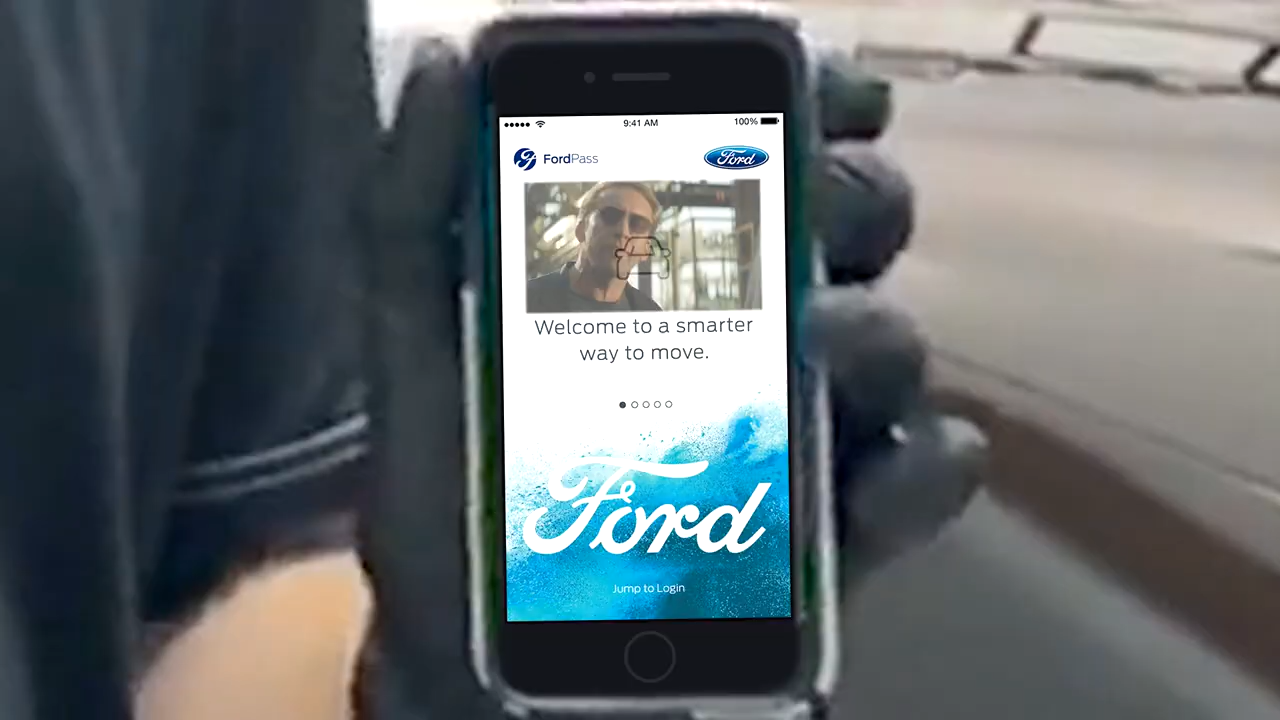 9:41 AM
100%
FordPass
Ford
Welcome to a smarter
way to move.
Ford
Jump to Login